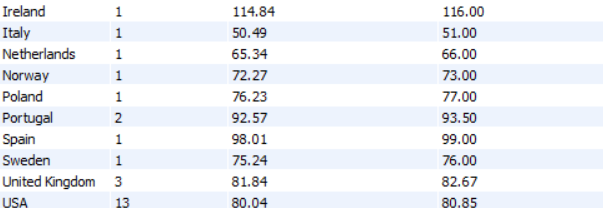 Ireland 1 114.84 116.00
Italy 1 50.49 51.00
Netherlands 1 65.34 66.00
Norway 1 72.27 73.00
Poland 1 76.23 77.00
Portugal 2 92.57 93.50
Spain 1 98.01 99.00
Sweden 1 75.24 76.00
United Kingdom 3 81.84 82.67
USA 13 80.04 80.85